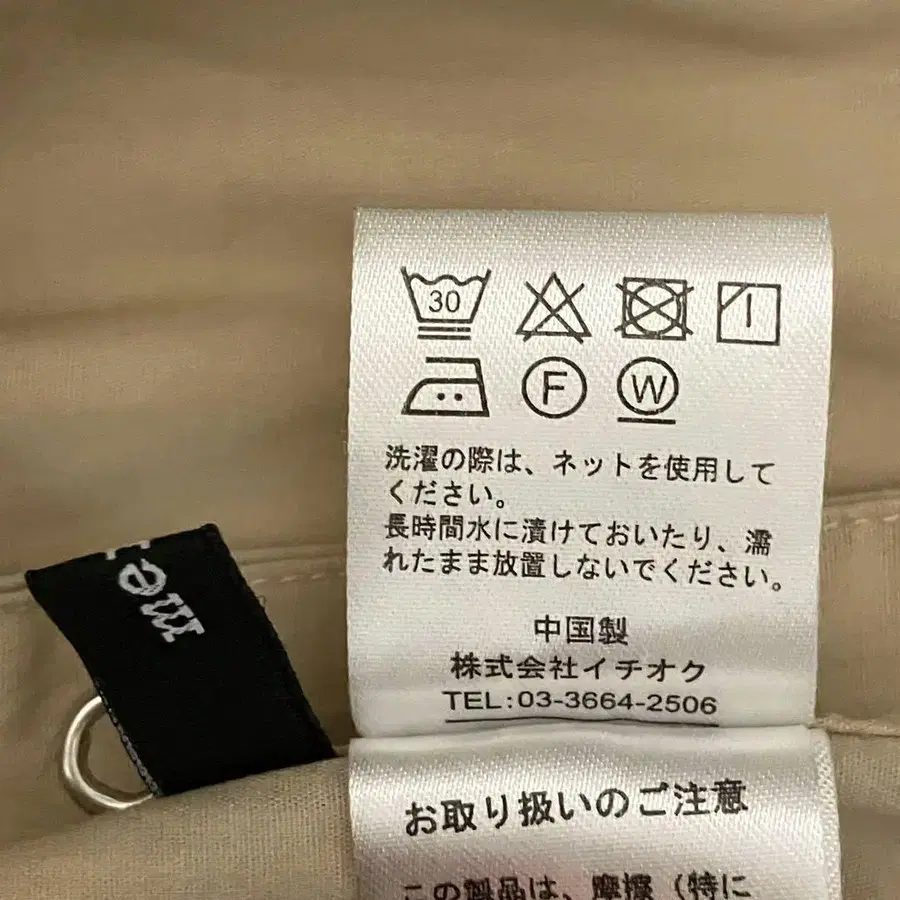 30
F W
洗濯の際は、ネットを使用して
ください。
長時間水に漬けておいたり、濡
れたまま放置しないでください。
中国製
株式会社イチオク
TEL:03-3664-2506
お取り扱いのご注意
この製品は、摩擦（特に